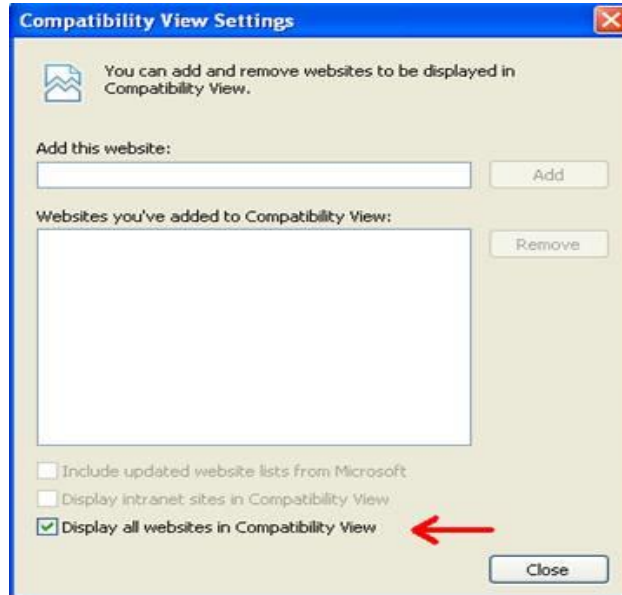 Compatibility View Settings
You can add and remove websites to be displayed in
Compatibility View.
Add this website:
Add
Websites you've added to Compatibility View:
Remove
Include updated website lists from Microsoft
Display intranet sites in Compatibility View
Display all websites in Compatibility View
Close